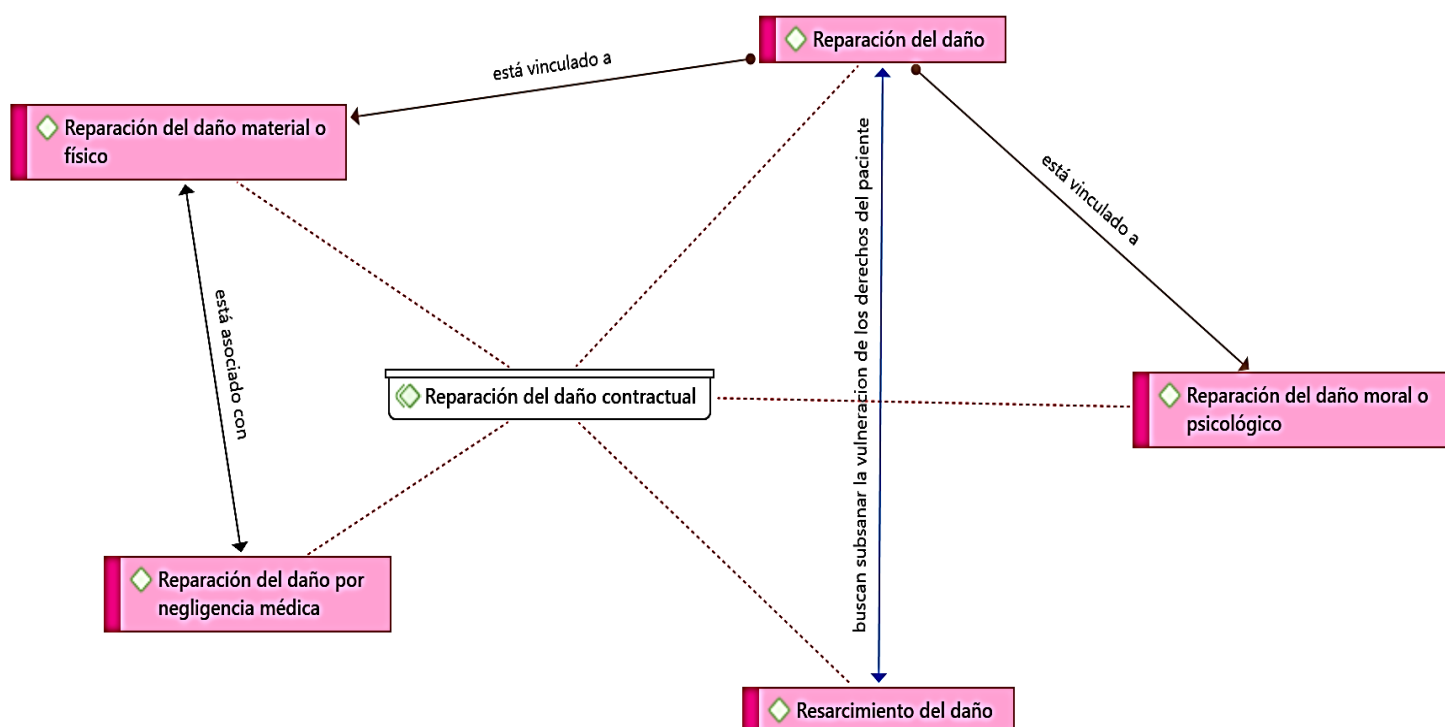 Reparación del daño
está vinculado a
Reparación del daño material o
físico
está vinculado a
buscan subsanar la vulneracion de los derechos del paciente
está asociado con
Reparación del daño contractual
Reparación del daño moral o
psicológico
Reparación del daño por
negligencia médica
Resarcimiento del daño